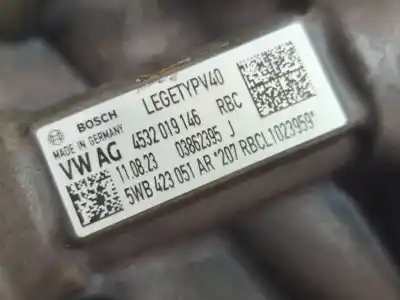 BOSCH
LEGETYPV40
MADE IN GERMANY
4532 019 146 RBC
VW AG
11.08.23 03862395 J
5WB 423 051 AR *207 RBCL1023959*